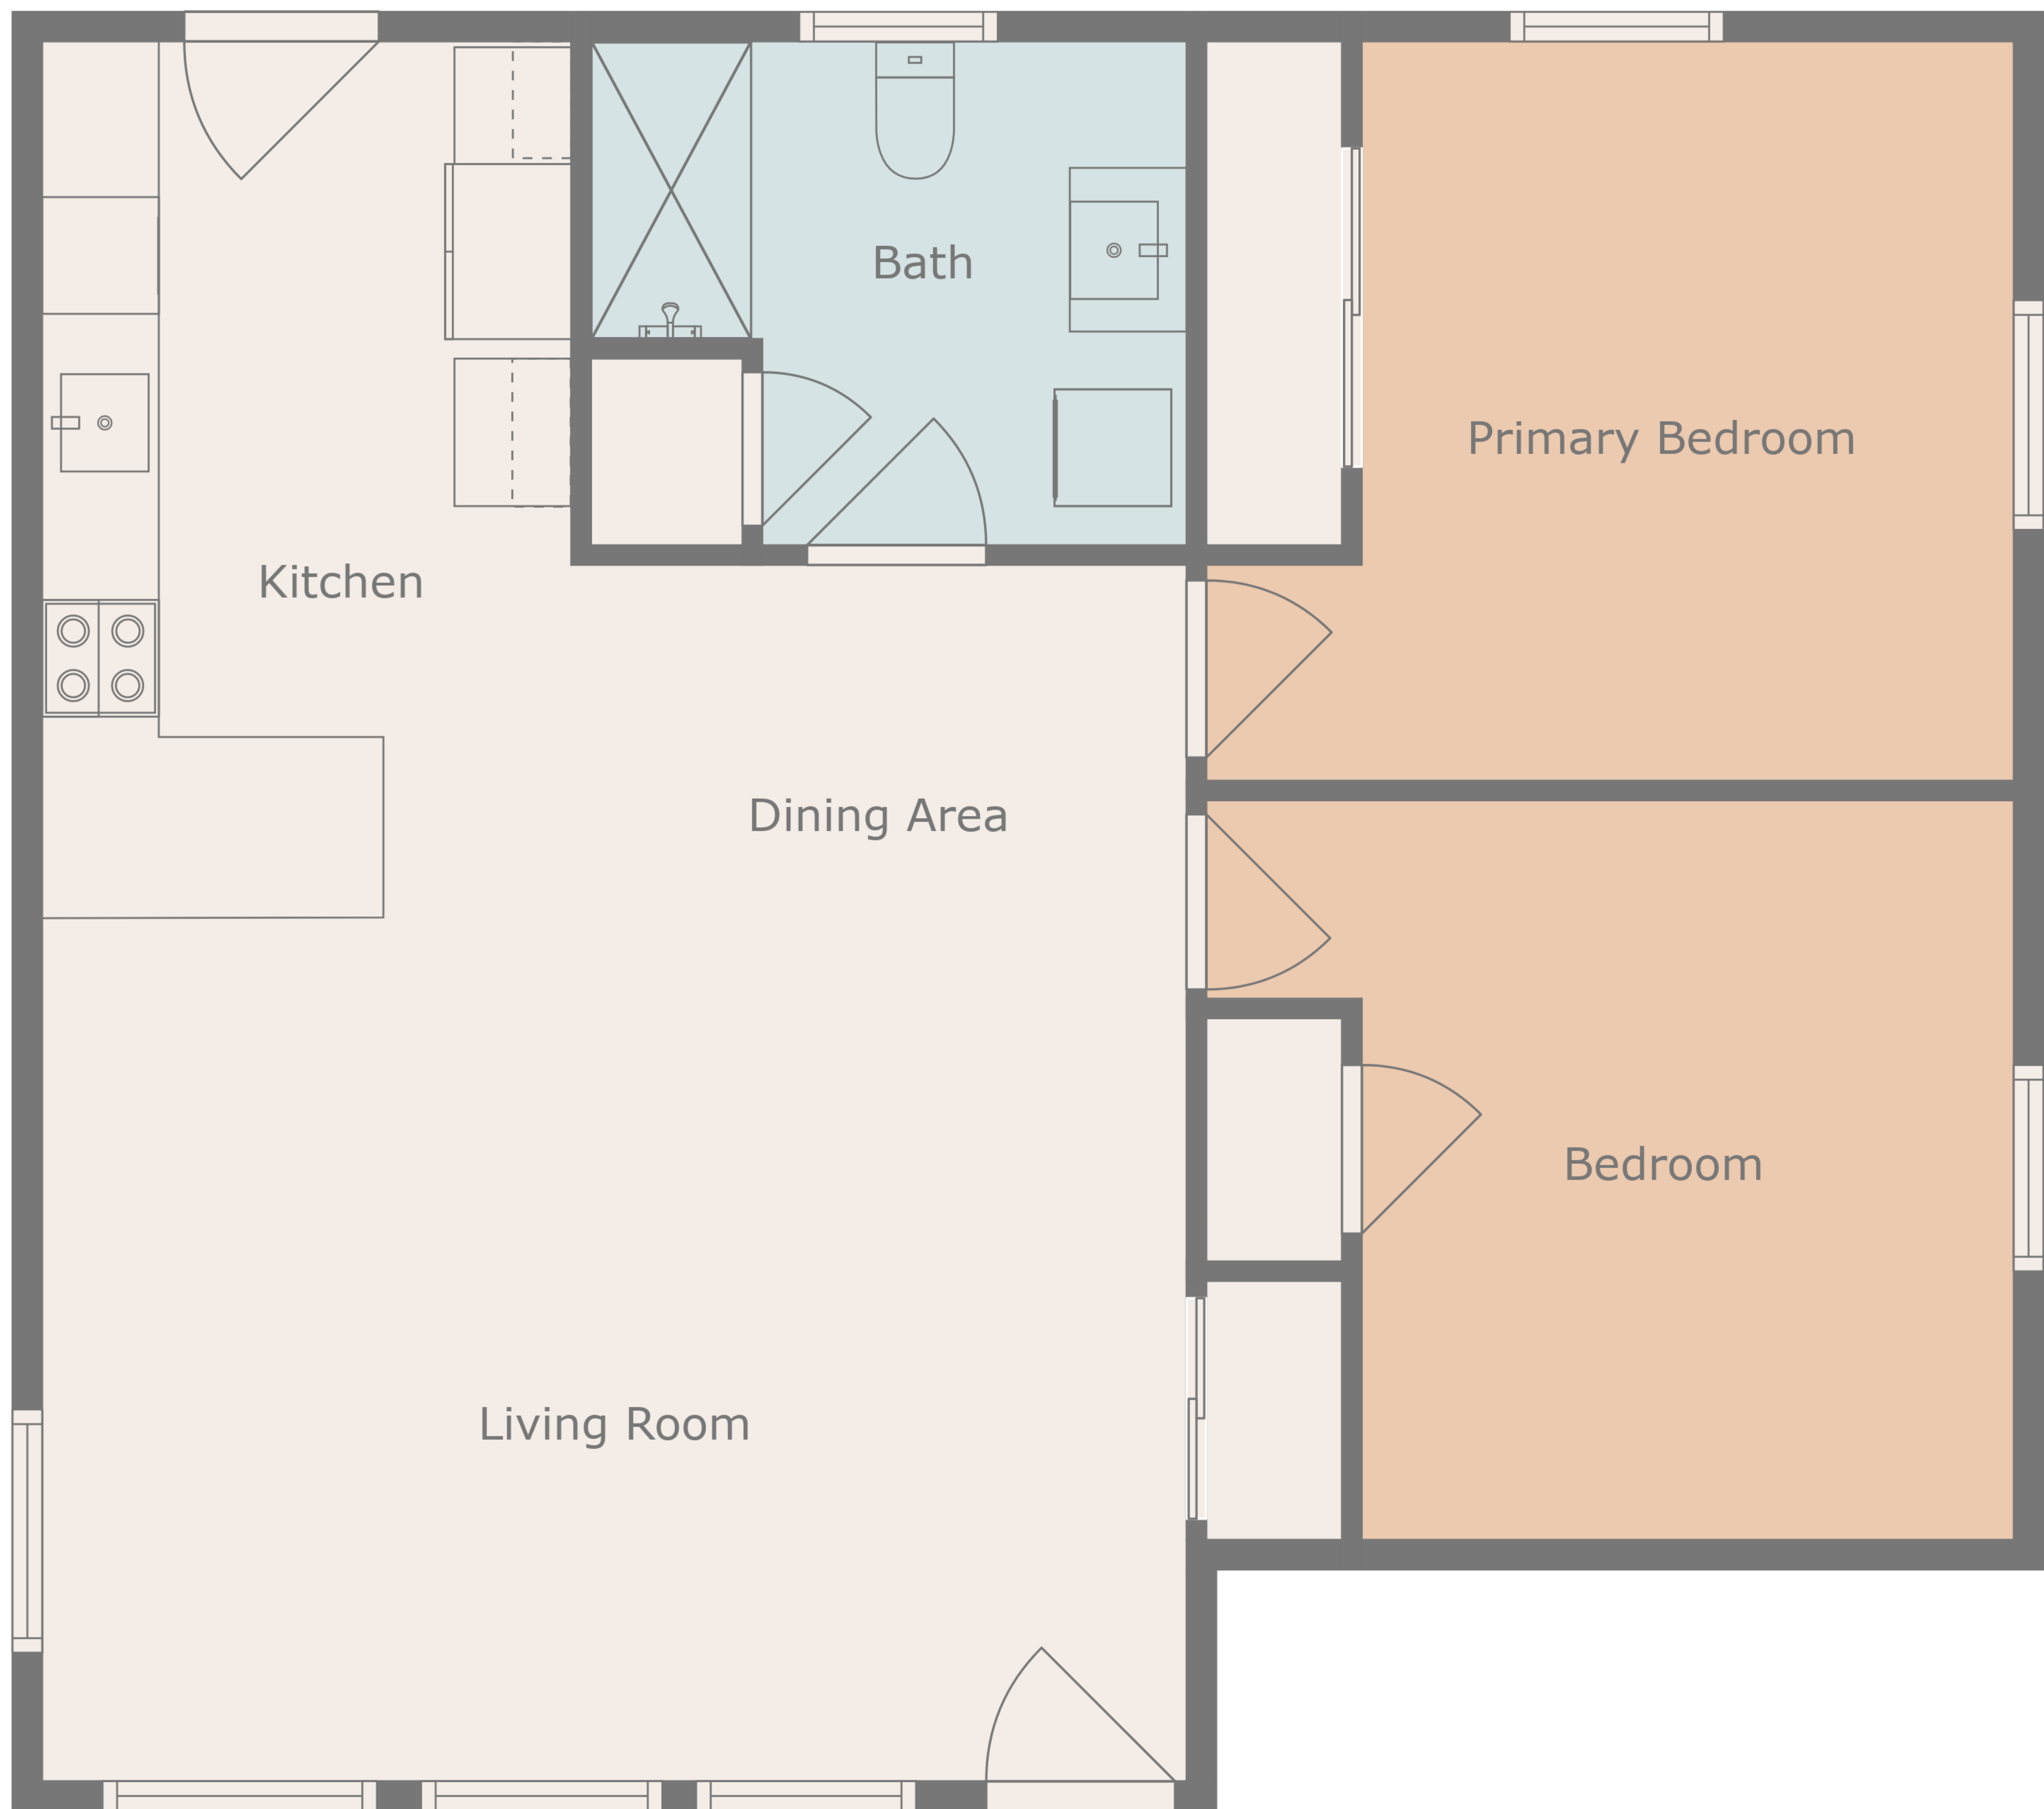 Bath
Primary Bedroom
Kitchen
Dining Area
Bedroom
Living Room